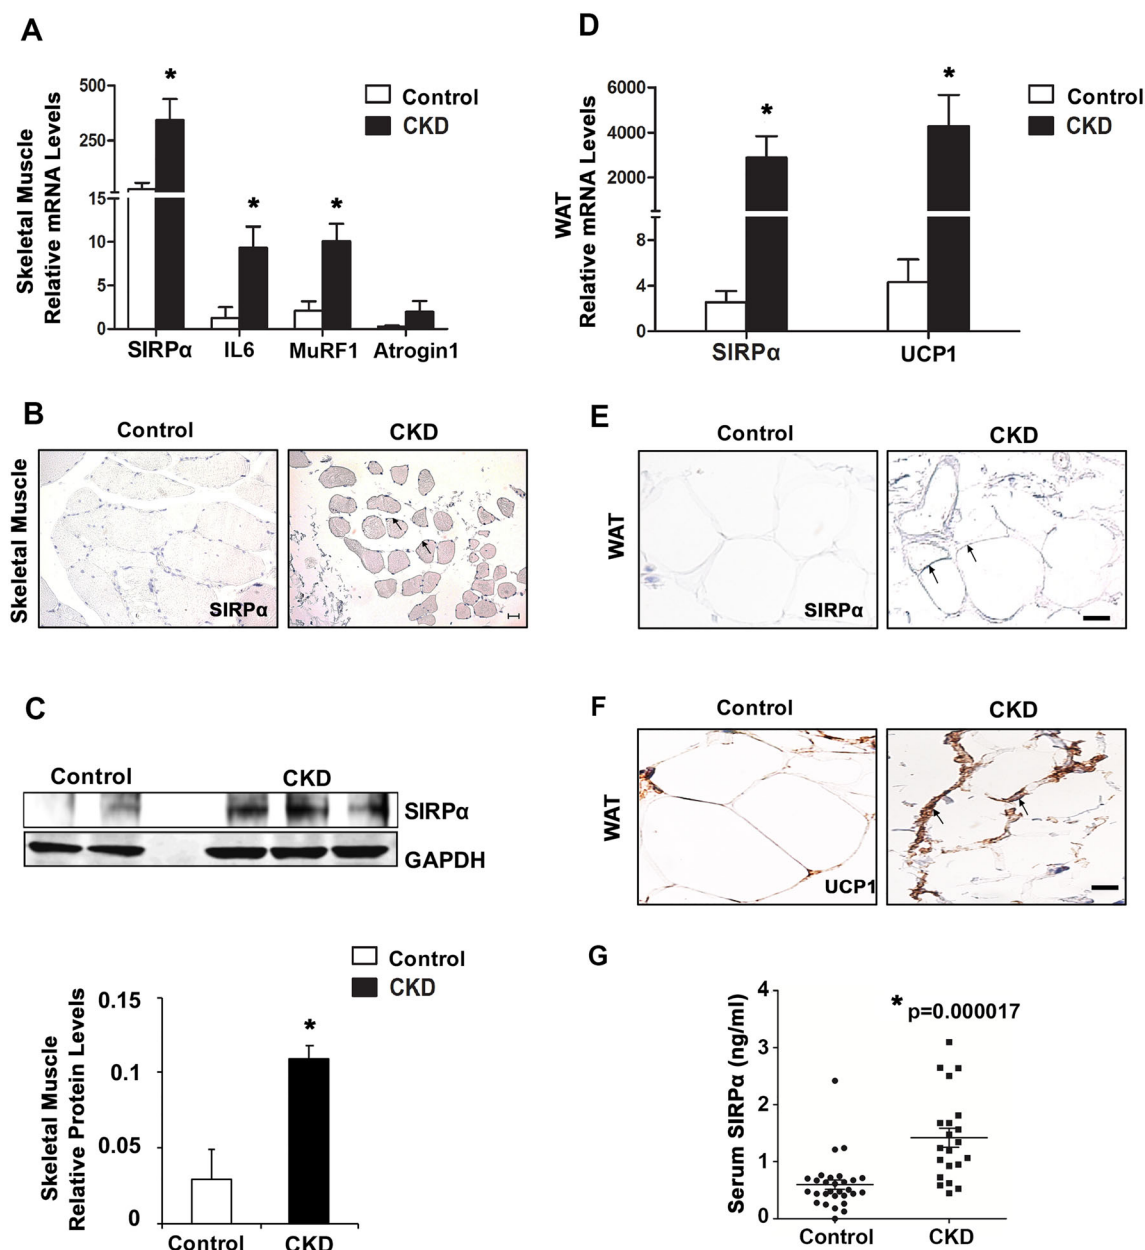 A
Skeletal Muscle
Relative mRNA Levels
500
250
15
10
5
0
*
*
*
Control
CKD
SIRPα
IL6
MuRF1
Atrogin1
D
WAT
Relative mRNA Levels
6000
4000
2000
8
4
0
*
*
Control
CKD
SIRPα
UCP1
B
Control
CKD
Skeletal Muscle
SIRPα
E
Control
CKD
WAT
SIRPα
C
Control
CKD
SIRPα
GAPDH
Control
CKD
Skeletal Muscle
Relative Protein Levels
0.15
0.1
0.05
0
*
Control
CKD
F
Control
CKD
WAT
UCP1
G
Serum SIRPα (ng/ml)
4
3
2
1
0
* p=0.000017
Control
CKD